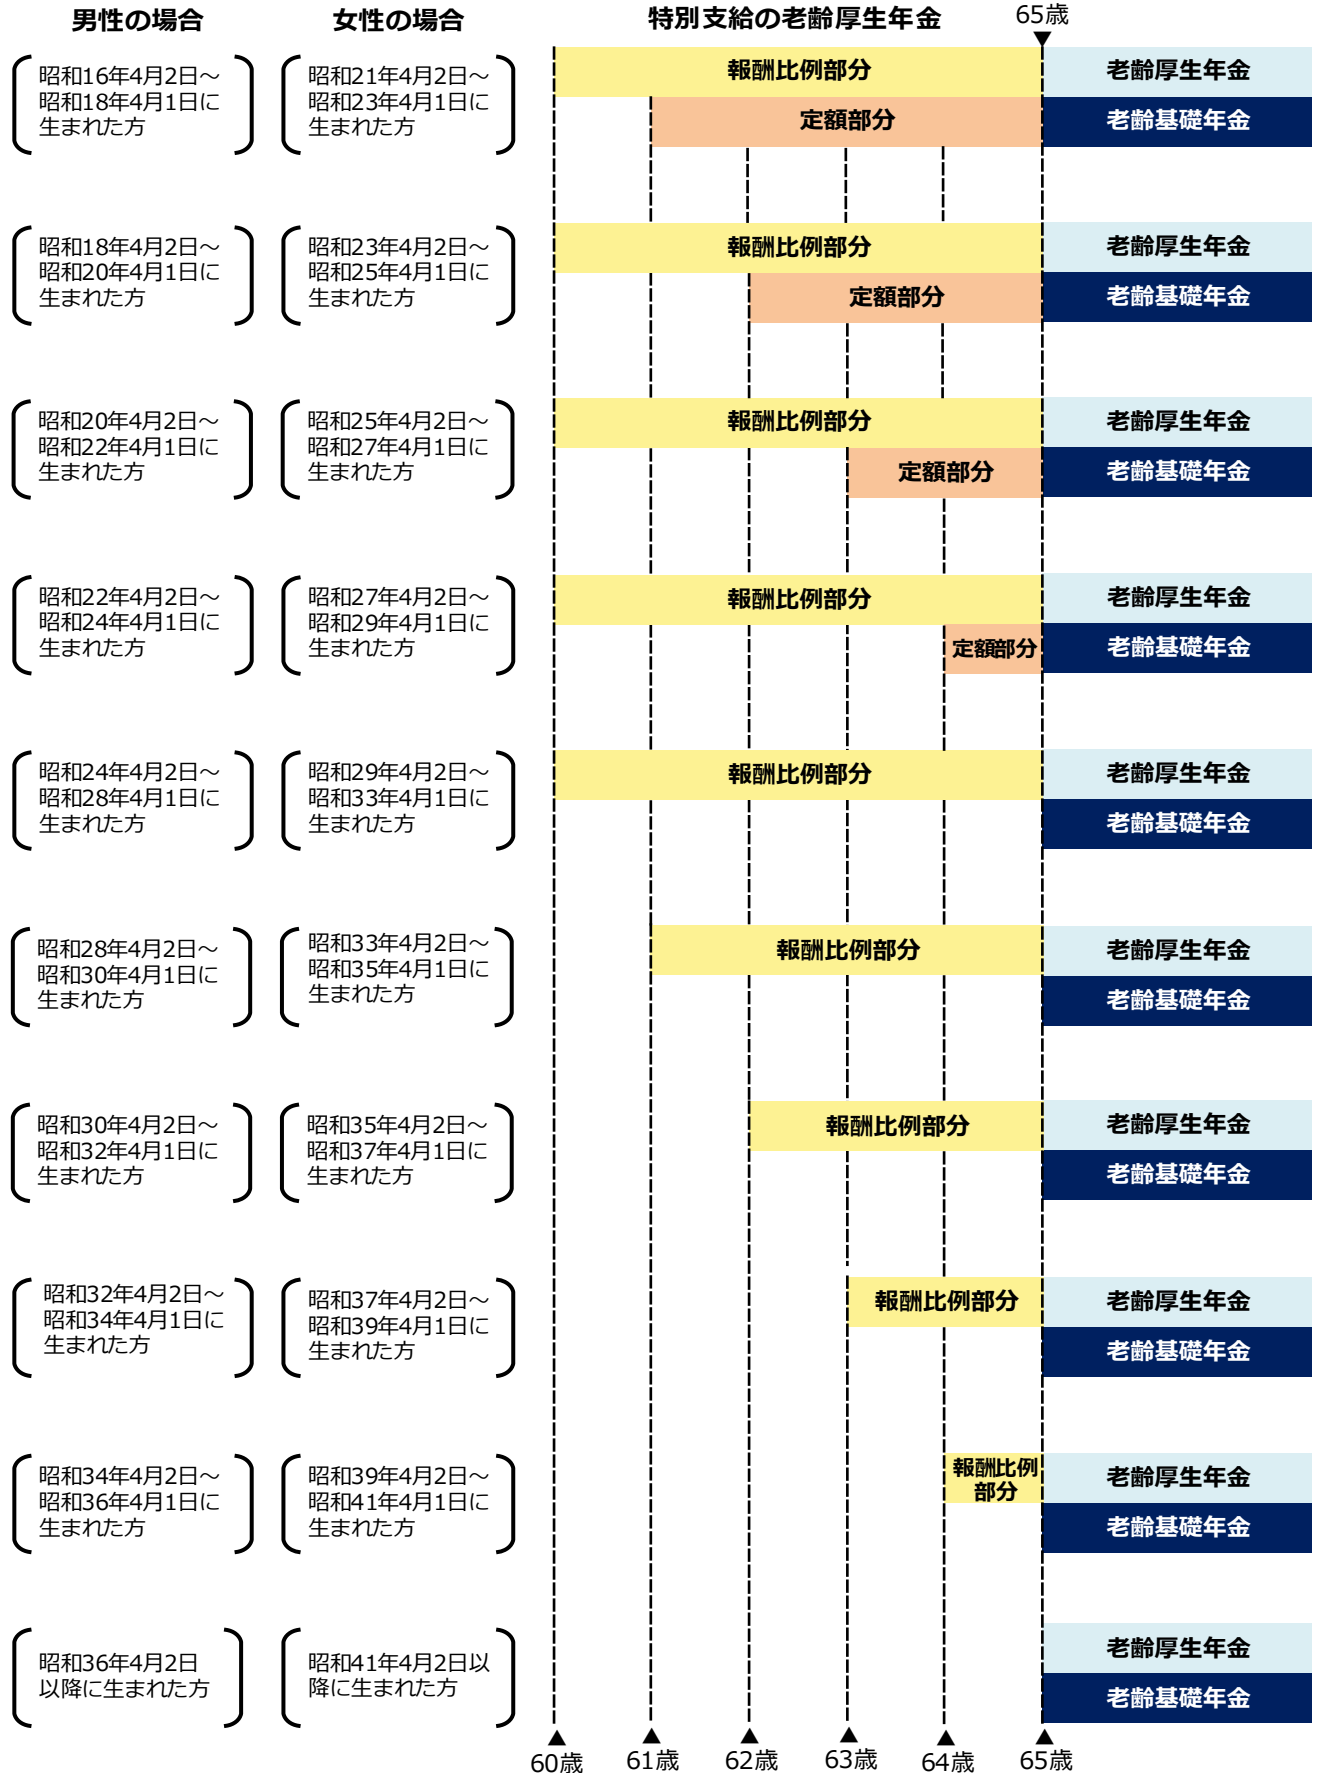 男性の場合
女性の場合
特別支給の老齢厚生年金
65歳
昭和16年4月2日～
昭和18年4月1日に
生まれた方
昭和21年4月2日～
昭和23年4月1日に
生まれた方
報酬比例部分
老齢厚生年金
定額部分
老齢基礎年金
昭和18年4月2日～
昭和20年4月1日に
生まれた方
昭和23年4月2日～
昭和25年4月1日に
生まれた方
報酬比例部分
老齢厚生年金
定額部分
老齢基礎年金
昭和20年4月2日～
昭和22年4月1日に
生まれた方
昭和25年4月2日～
昭和27年4月1日に
生まれた方
報酬比例部分
老齢厚生年金
定額部分
老齢基礎年金
昭和22年4月2日～
昭和24年4月1日に
生まれた方
昭和27年4月2日～
昭和29年4月1日に
生まれた方
報酬比例部分
老齢厚生年金
定額部分
老齢基礎年金
昭和24年4月2日～
昭和28年4月1日に
生まれた方
昭和29年4月2日～
昭和33年4月1日に
生まれた方
報酬比例部分
老齢厚生年金
老齢基礎年金
昭和28年4月2日～
昭和30年4月1日に
生まれた方
昭和33年4月2日～
昭和35年4月1日に
生まれた方
報酬比例部分
老齢厚生年金
老齢基礎年金
昭和30年4月2日～
昭和32年4月1日に
生まれた方
昭和35年4月2日～
昭和37年4月1日に
生まれた方
報酬比例部分
老齢厚生年金
老齢基礎年金
昭和32年4月2日～
昭和34年4月1日に
生まれた方
昭和37年4月2日～
昭和39年4月1日に
生まれた方
報酬比例部分
老齢厚生年金
老齢基礎年金
昭和34年4月2日～
昭和36年4月1日に
生まれた方
昭和39年4月2日～
昭和41年4月1日に
生まれた方
報酬比例
部分
老齢厚生年金
老齢基礎年金
昭和36年4月2日
以降に生まれた方
昭和41年4月2日以
降に生まれた方
老齢厚生年金
老齢基礎年金
60歳
61歳
62歳
63歳
64歳
65歳